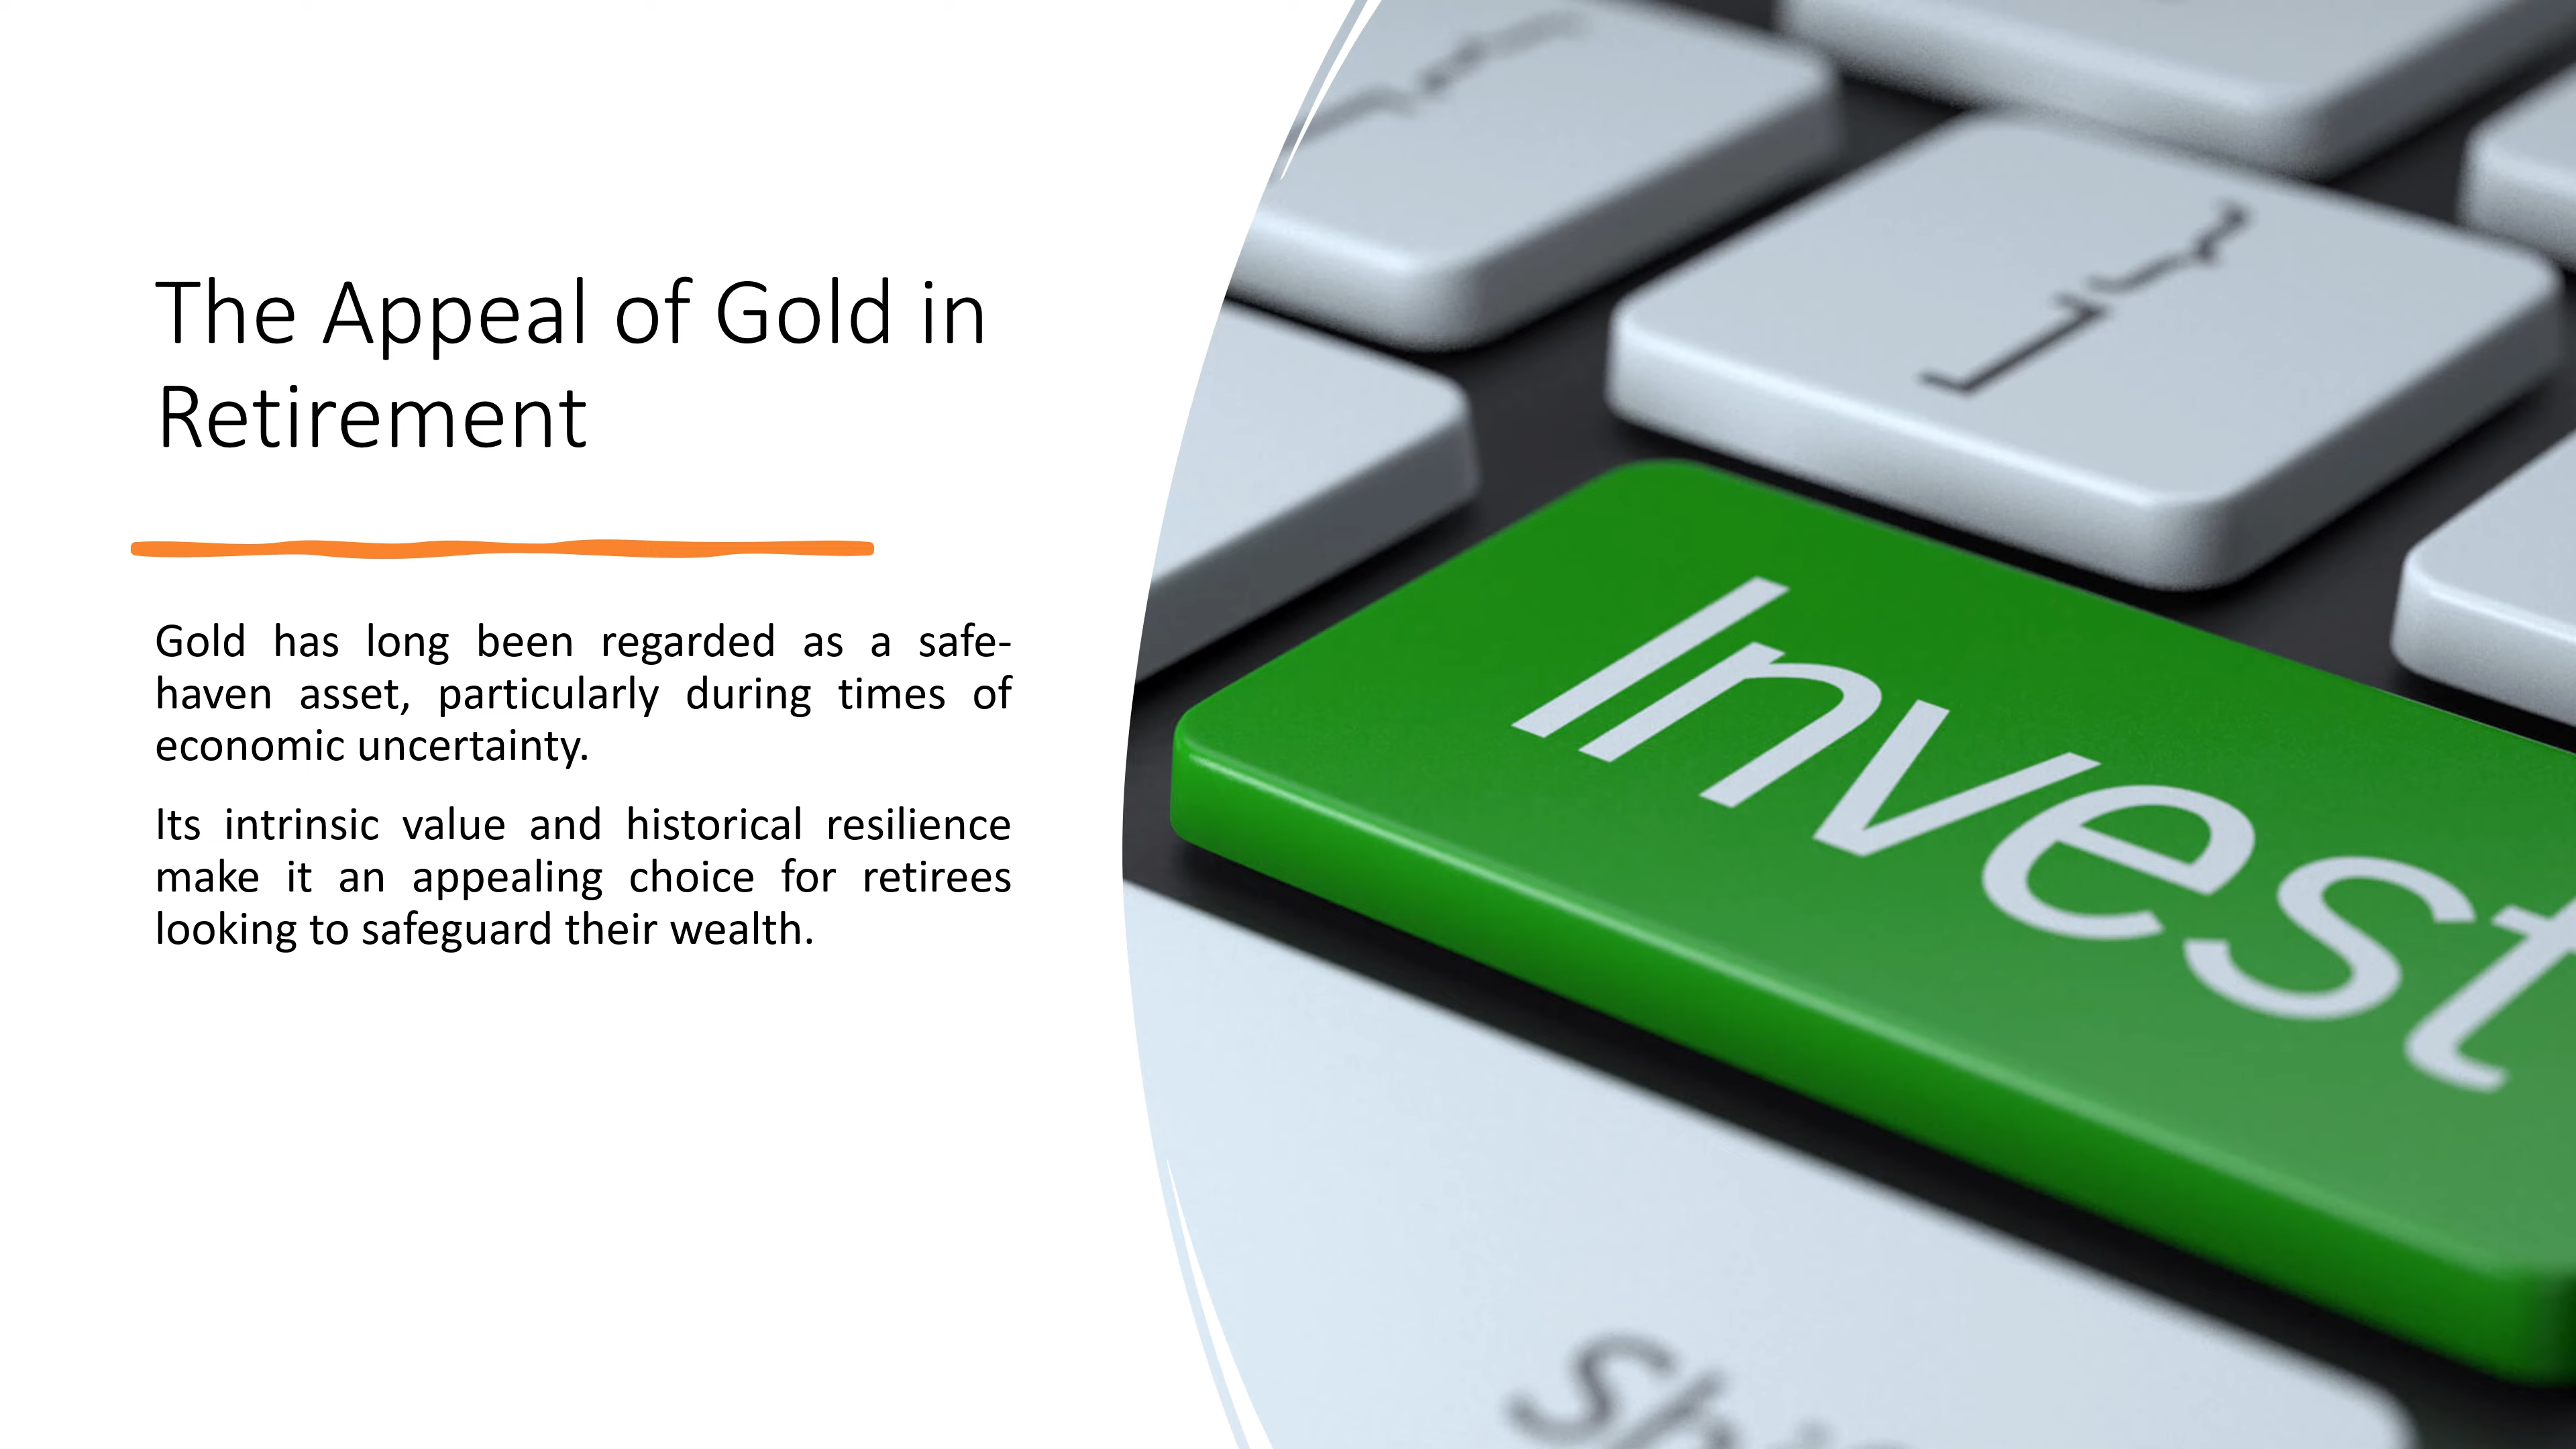 The Appeal of Gold in
Retirement
Gold has long been regarded as a safe-
haven asset, particularly during times of
economic uncertainty.
Its intrinsic value and historical resilience
make it an appealing choice for retirees
looking to safeguard their wealth.
] }
Invest